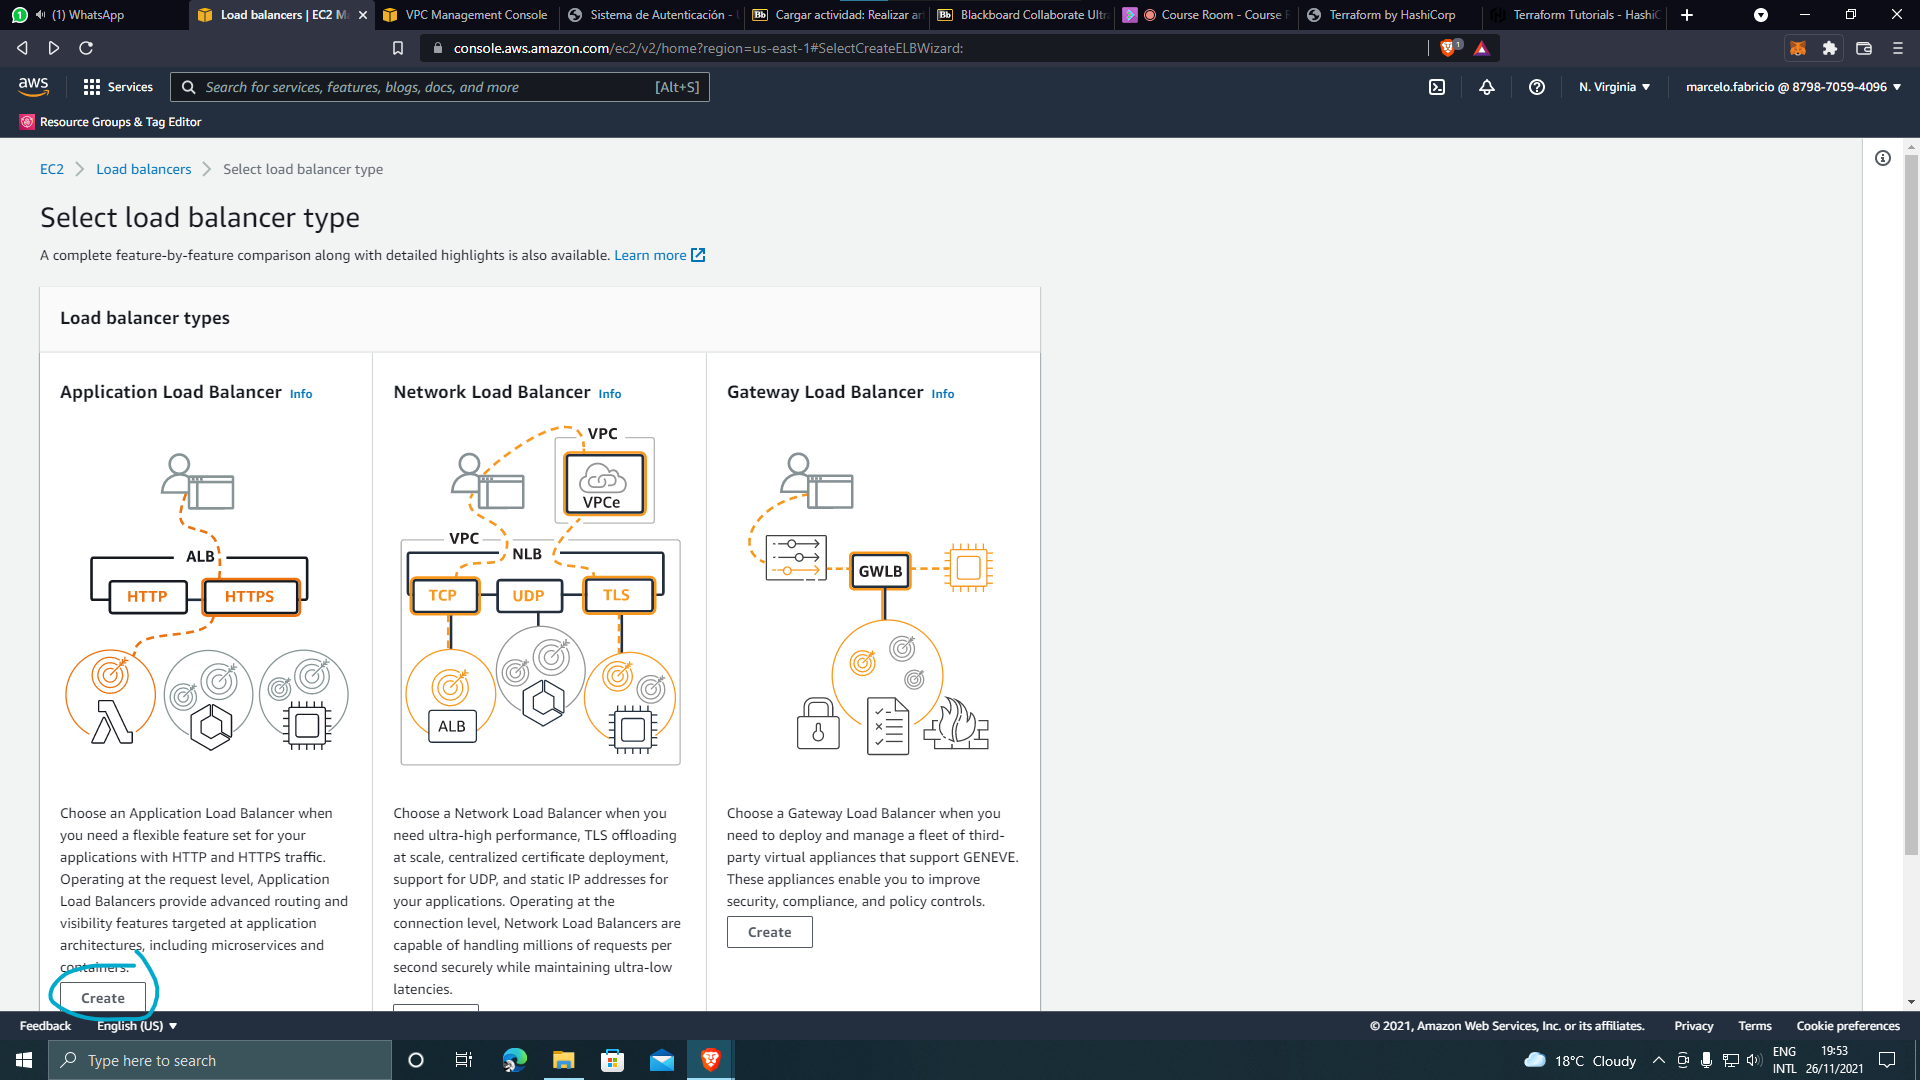 (1) WhatsApp
Load balancers | EC2 M
VPC Management Console
Sistema de Autenticación -
Bb Cargar actividad: Realizar ar
Bb Blackboard Collaborate Ultr
Course Room - Course
Terraform by HashiCorp
Terraform Tutorials - HashiC
console.aws.amazon.com/ec2/v2/home?region=us-east-1#SelectCreateELBWizard:
1
aws
Services
Search for services, features, blogs, docs, and more
[Alt+S]
N. Virginia
marcelo.fabricio @ 8798-7059-4096
Resource Groups & Tag Editor
EC2
Load balancers
Select load balancer type
Select load balancer type
A complete feature-by-feature comparison along with detailed highlights is also available. Learn more
Load balancer types
Application Load Balancer Info
ALB
HTTP
HTTPS
Choose an Application Load Balancer when
you need a flexible feature set for your
applications with HTTP and HTTPS traffic.
Operating at the request level, Application
Load Balancers provide advanced routing and
visibility features targeted at application
architectures, including microservices and
containers.
Create
Network Load Balancer Info
VPC
VPCe
VPC
NLB
TCP
UDP
TLS
ALB
Choose a Network Load Balancer when you
need ultra-high performance, TLS offloading
at scale, centralized certificate deployment,
support for UDP, and static IP addresses for
your applications. Operating at the
connection level, Network Load Balancers are
capable of handling millions of requests per
second securely while maintaining ultra-low
latencies.
Gateway Load Balancer Info
GWLB
Choose a Gateway Load Balancer when you
need to deploy and manage a fleet of third-
party virtual appliances that support GENEVE.
These appliances enable you to improve
security, compliance, and policy controls.
Create
Feedback
English (US)
© 2021, Amazon Web Services, Inc. or its affiliates.
Privacy
Terms
Cookie preferences
Type here to search
18°C Cloudy
ENG
INTL
19:53
26/11/2021